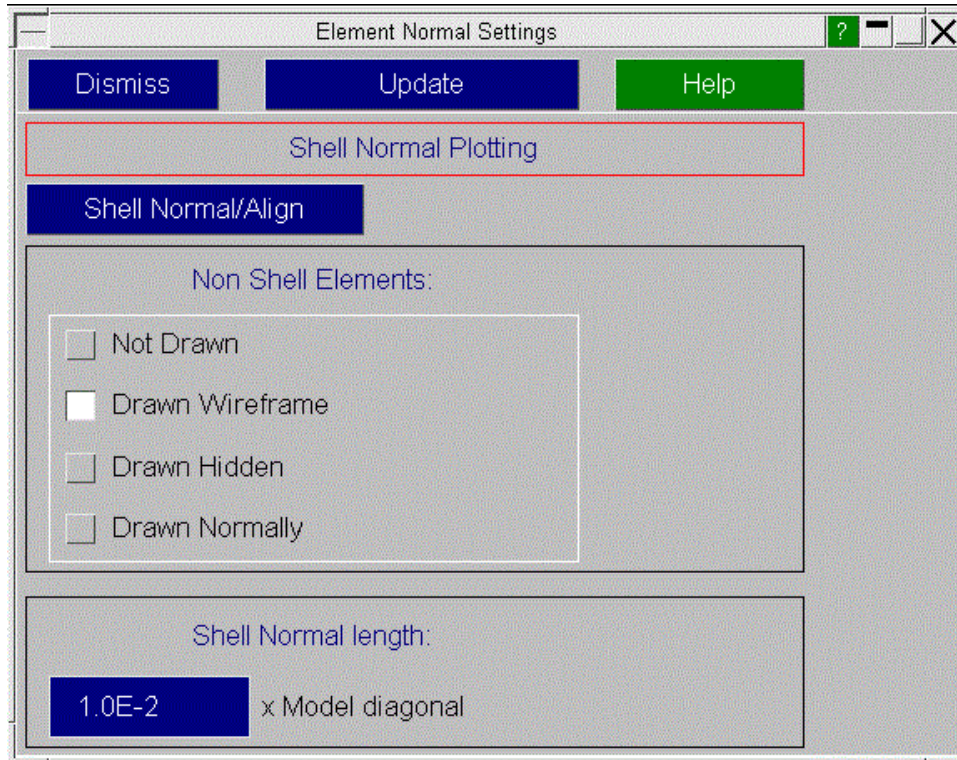 Element Normal Settings ?
Dismiss Update Help
Shell Normal Plotting
Shell Normal/Align
Non Shell Elements:
Not Drawn
Drawn Wireframe
Drawn Hidden
Drawn Normally
Shell Normal length:
1.0E-2 x Model diagonal